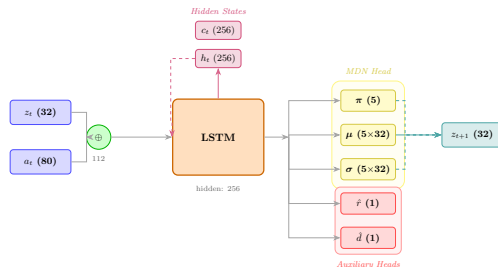 Hidden States
c_t (256)
h_t (256)
MDN Head
z_t (32)
π (5)
⊕
LSTM
μ (5×32)
z_{t+1} (32)
a_t (80)
112
σ (5×32)
hidden: 256
r̂ (1)
d̂ (1)
Auxiliary Heads